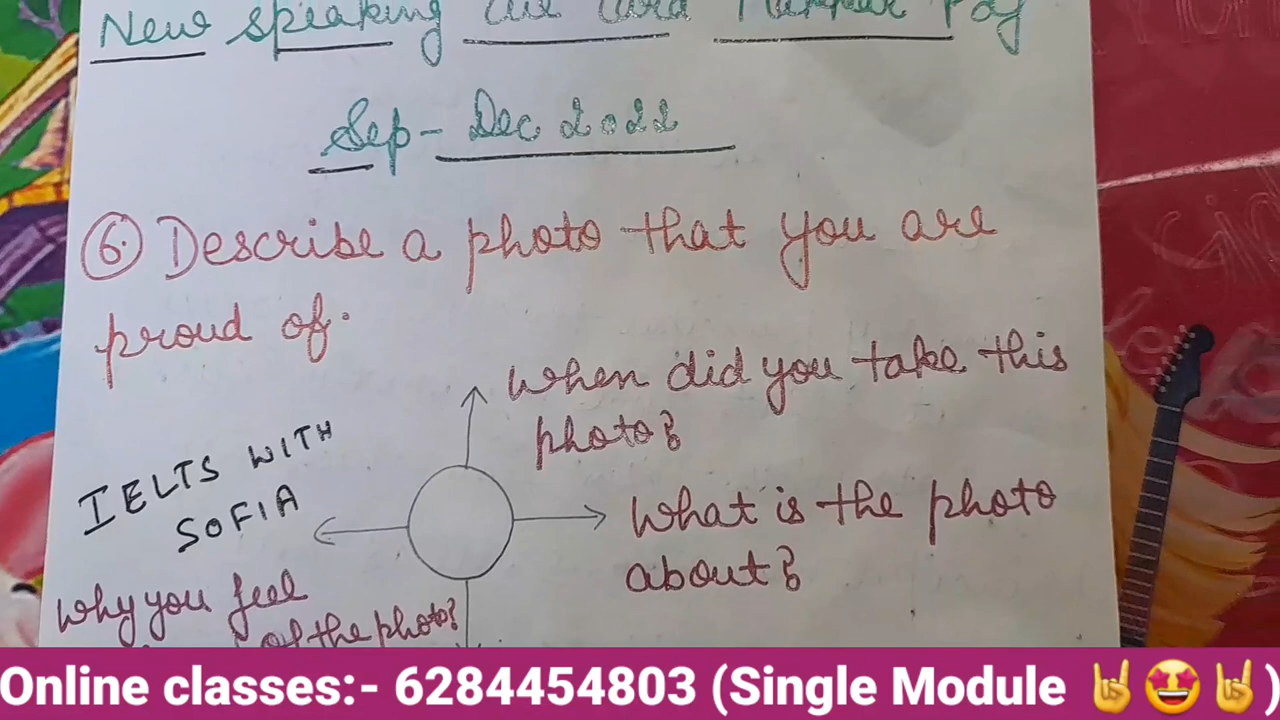 New speaking Cue Card
Sep - Dec 2022
6. Describe a photo that you are
proud of.
When did you take this
photo?
What is the photo
about?
IELTS WITH
SOFIA
Why you feel
of the photo?
Online classes:- 6284454803 (Single Module 🤘🤩🤘)